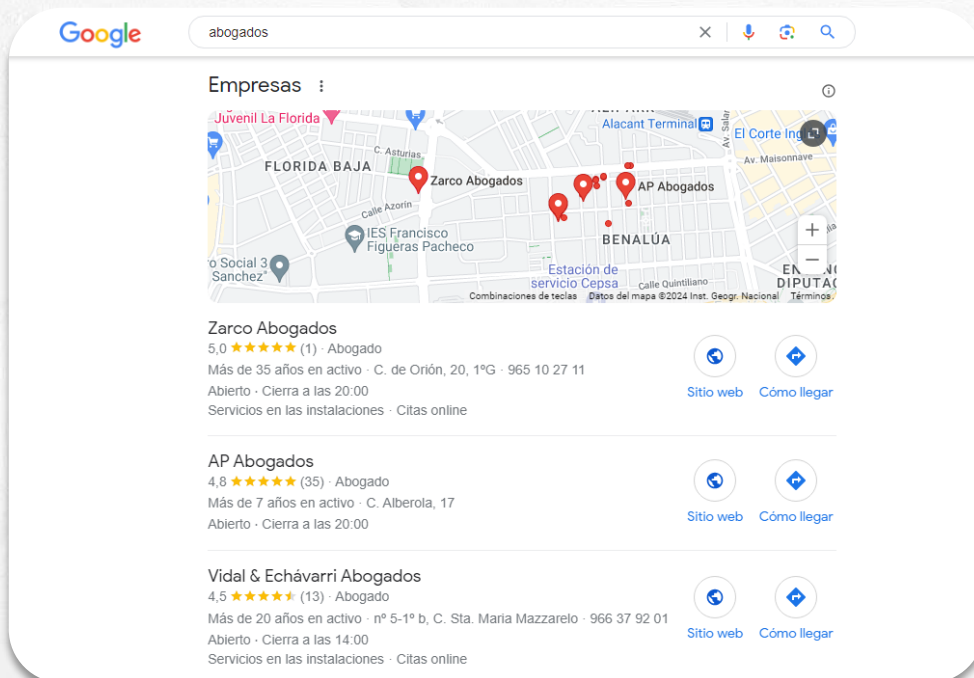 Google
abogados
Empresas
Juvenil La Florida
Alacant Terminal
El Corte Ing
Av. Salar
C. Asturias
Av. Maisonnave
FLORIDA BAJA
Zarco Abogados
AP Abogados
Calle Azorin
IES Francisco
Figueras Pacheco
BENALÚA
o Social 3
Sanchez"
Estación de
servicio Cepsa
Calle Quintiliano
DIPUTAC
Combinaciones de teclas
Datos del mapa ©2024 Inst. Geogr. Nacional
Términos
Zarco Abogados
5,0 (1) · Abogado
Más de 35 años en activo · C. de Orión, 20, 1ºG · 965 10 27 11
Abierto · Cierra a las 20:00
Servicios en las instalaciones · Citas online
Sitio web
Cómo llegar
AP Abogados
4,8 (35) · Abogado
Más de 7 años en activo · C. Alberola, 17
Abierto · Cierra a las 20:00
Sitio web
Cómo llegar
Vidal & Echávarri Abogados
4,5 (13) · Abogado
Más de 20 años en activo · nº 5-1º b, C. Sta. Maria Mazzarelo · 966 37 92 01
Abierto · Cierra a las 14:00
Servicios en las instalaciones · Citas online
Sitio web
Cómo llegar